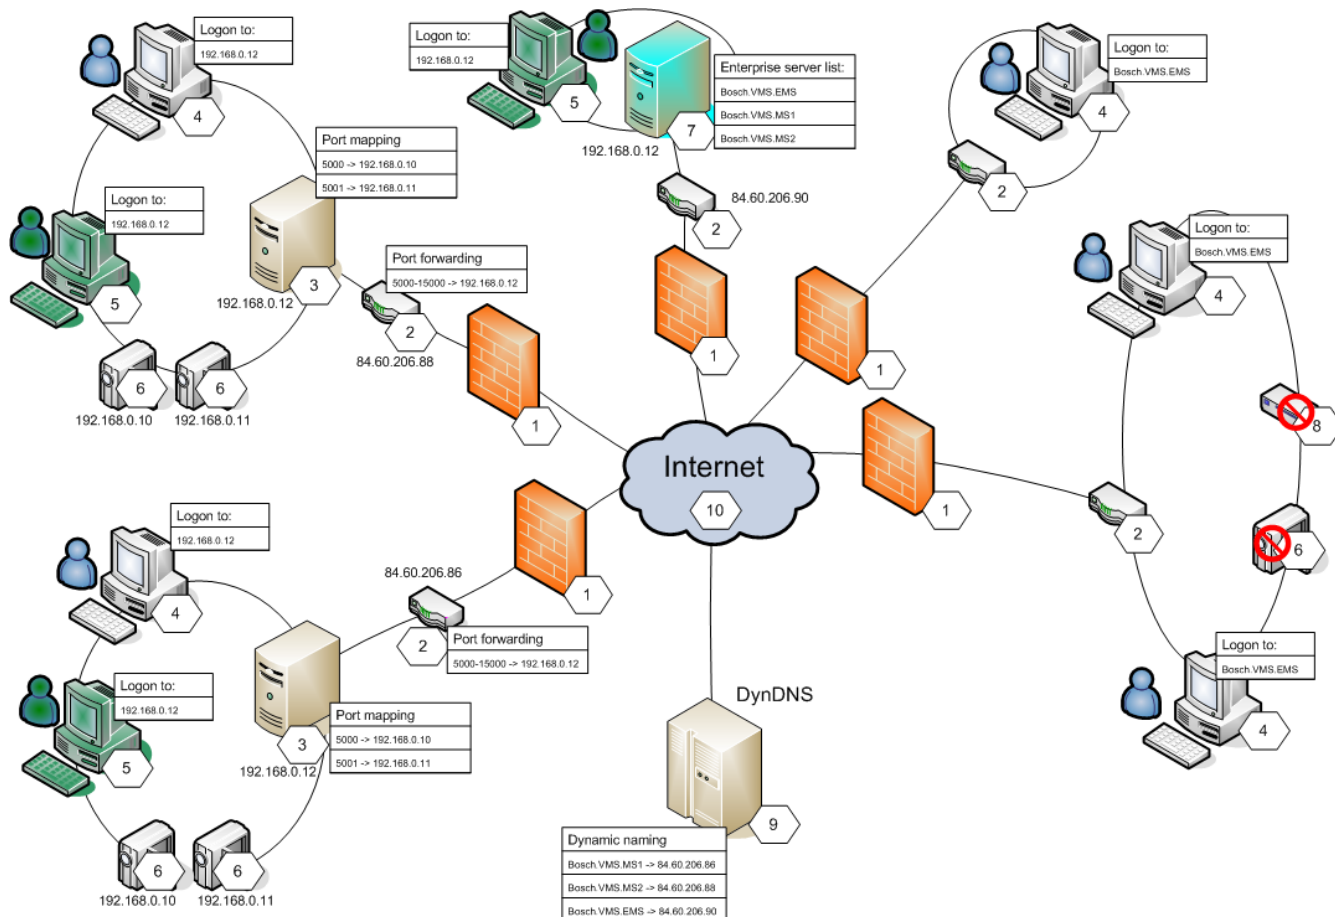 Logon to:
192.168.0.12
4
Logon to:
192.168.0.12
5
Port mapping
5000 -> 192.168.0.10
5001 -> 192.168.0.11
3
192.168.0.12
6
192.168.0.10
6
192.168.0.11
Port forwarding
5000-15000 -> 192.168.0.12
2
84.60.206.88
1
Logon to:
192.168.0.12
5
7
192.168.0.12
Enterprise server list:
Bosch.VMS.EMS
Bosch.VMS.MS1
Bosch.VMS.MS2
84.60.206.90
2
1
Logon to:
Bosch.VMS.EMS
4
2
1
Logon to:
Bosch.VMS.EMS
4
8
6
2
1
Logon to:
Bosch.VMS.EMS
4
Internet
10
Logon to:
192.168.0.12
4
Logon to:
192.168.0.12
5
3
192.168.0.12
Port mapping
5000 -> 192.168.0.10
5001 -> 192.168.0.11
6
192.168.0.10
6
192.168.0.11
84.60.206.86
2
Port forwarding
5000-15000 -> 192.168.0.12
1
DynDNS
9
Dynamic naming
Bosch.VMS.MS1 -> 84.60.206.86
Bosch.VMS.MS2 -> 84.60.206.88
Bosch.VMS.EMS -> 84.60.206.90